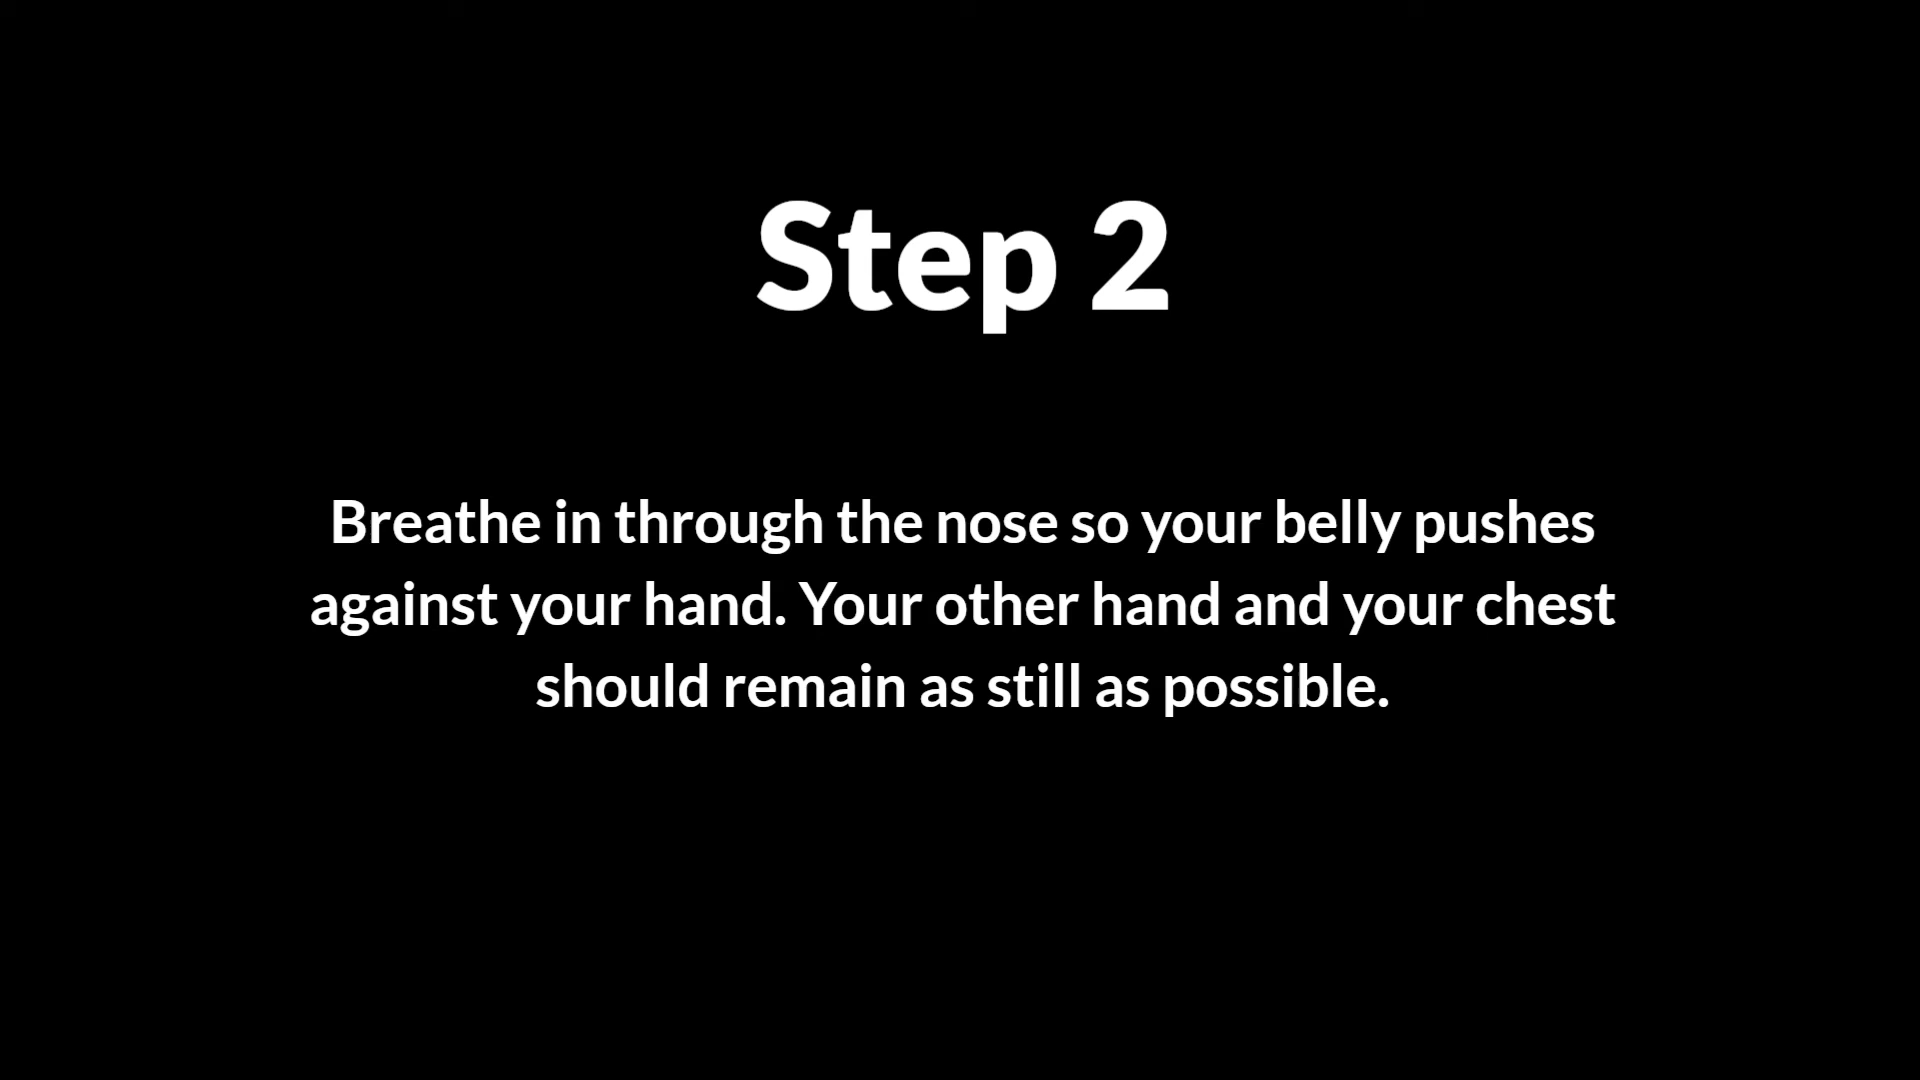 Step 2
Breathe in through the nose so your belly pushes
against your hand. Your other hand and your chest
should remain as still as possible.